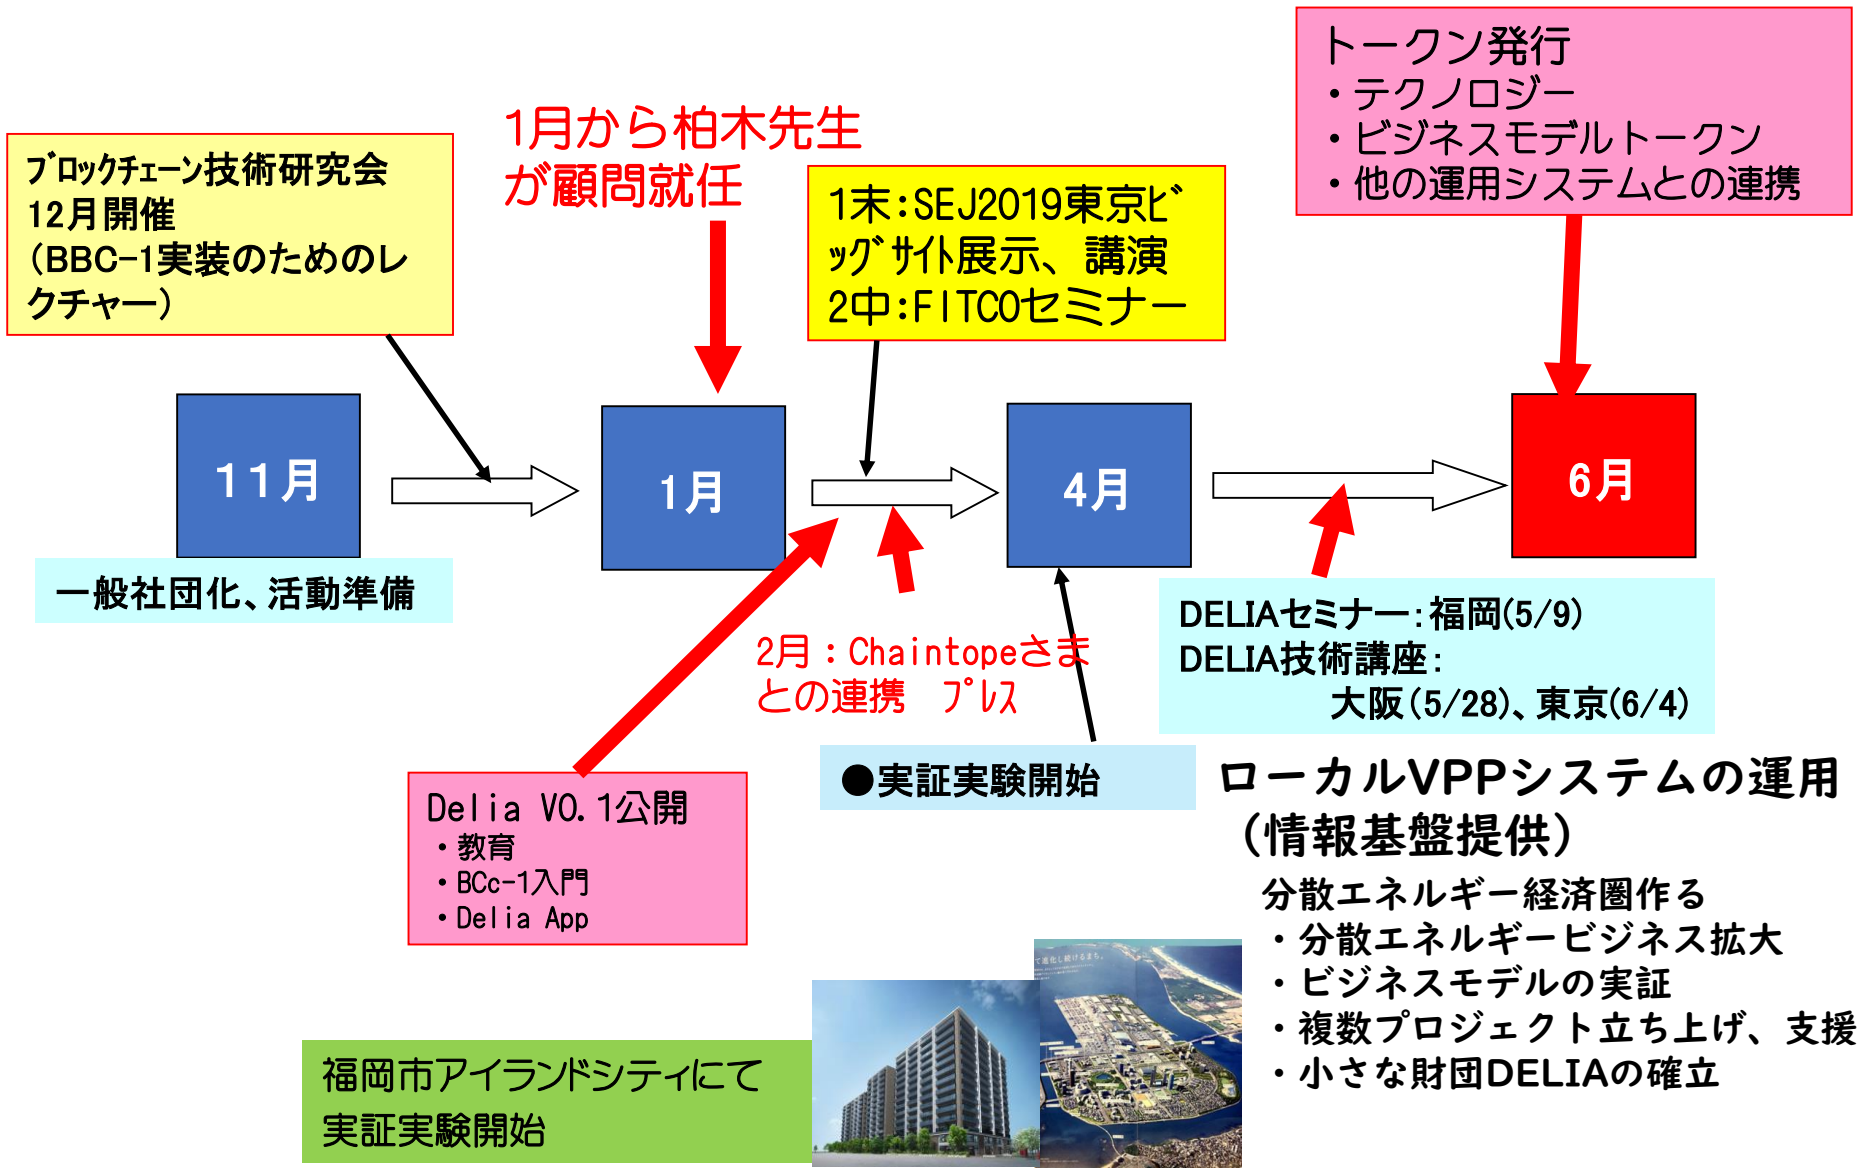 トークン発行
・テクノロジー
・ビジネスモデルトークン
・他の運用システムとの連携
1月から柏木先生
が顧問就任
ﾌﾞﾛｯｸﾁｪｰﾝ技術研究会
12月開催
（BBC-1実装のためのレ
クチャー）
1末：SEJ2019東京ﾋﾞ
ｯｸﾞｻｲﾄ展示、講演
2中：FITCOセミナー
11月
1月
4月
6月
一般社団化、活動準備
2月：Chaintopeさま
との連携　ﾌﾟﾚｽ
DELIAセミナー：福岡(5/9)
DELIA技術講座：
大阪（5/28）、東京(6/4)
●実証実験開始
Delia V0.1公開
・教育
・BCc-1入門
・Delia App
ローカルVPPシステムの運用
（情報基盤提供）
分散エネルギー経済圏作る
・分散エネルギービジネス拡大
・ビジネスモデルの実証
・複数プロジェクト立ち上げ、支援
・小さな財団DELIAの確立
て進化し続けるまち。
福岡市アイランドシティにて
実証実験開始